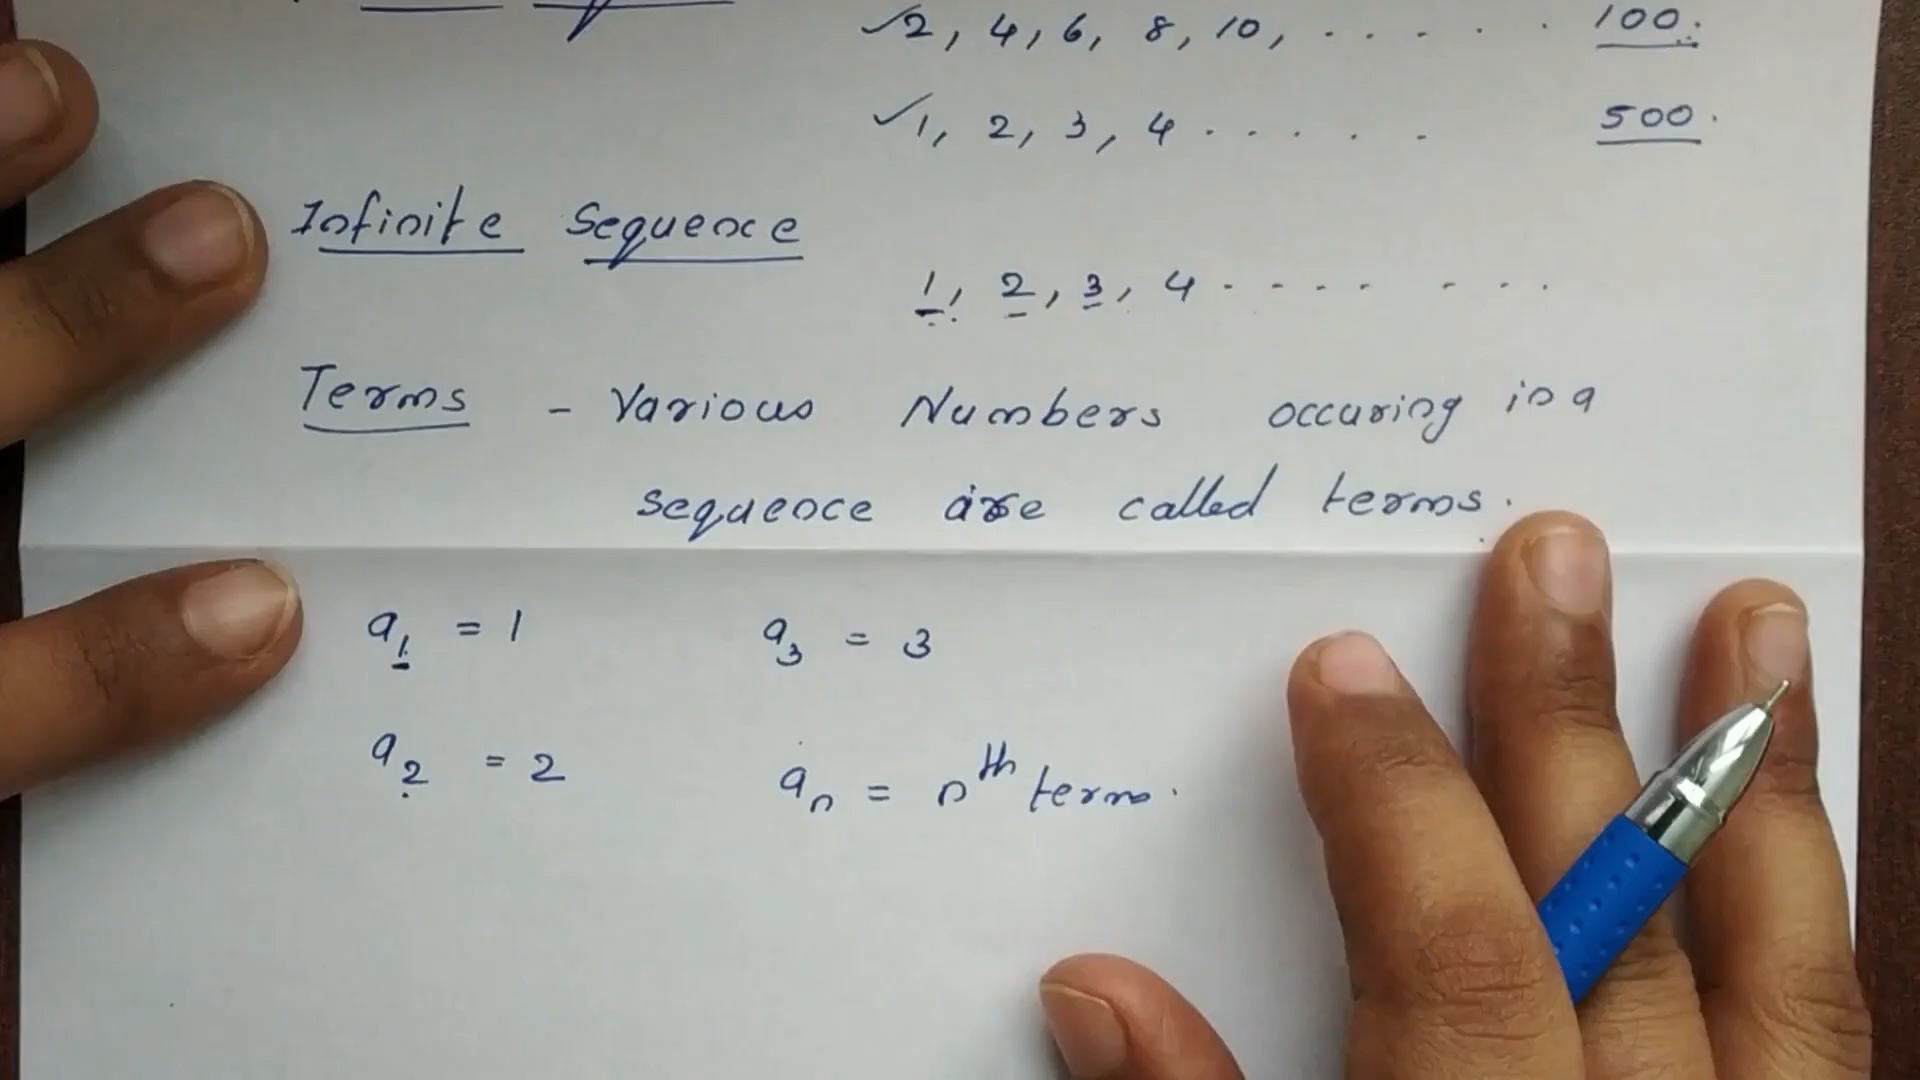 2, 4, 6, 8, 10, ..... 100.
1, 2, 3, 4 ..... 500.
Infinite Sequence
1, 2, 3, 4 .......
Terms - Various Numbers occuring in a
sequence are called terms.
a₁ = 1 a₃ = 3
a₂ = 2 aₙ = nᵗʰ term.